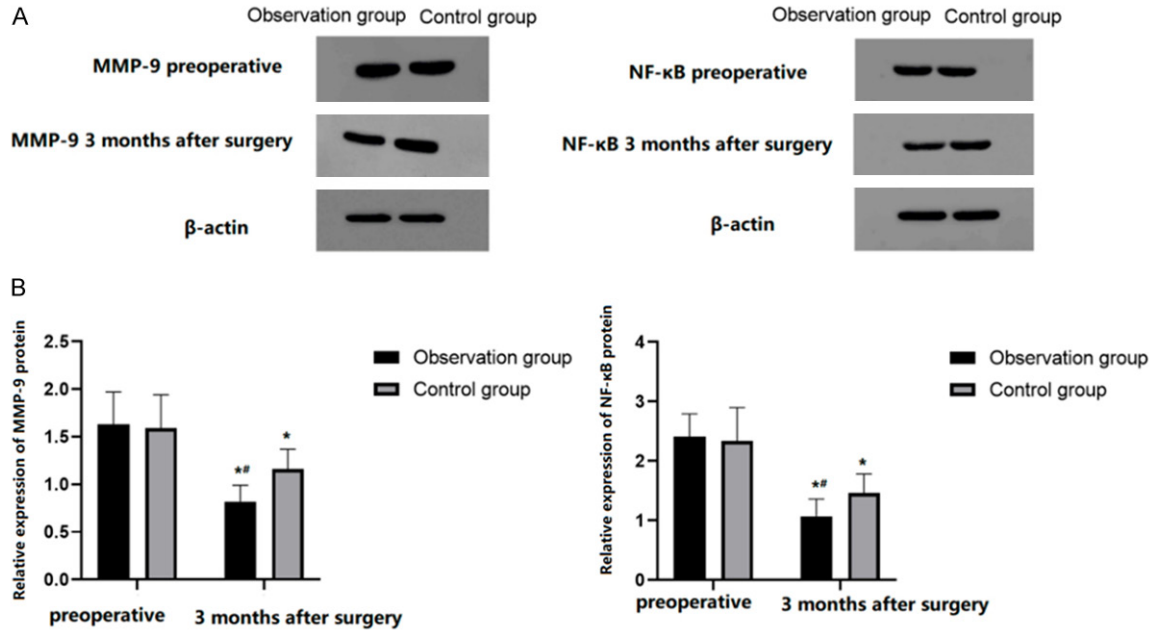 A
Observation group Control group
MMP-9 preoperative
MMP-9 3 months after surgery
β-actin
Observation group Control group
NF-κB preoperative
NF-κB 3 months after surgery
β-actin
B
Relative expression of MMP-9 protein
2.5
2.0
1.5
1.0
0.5
0.0
*#
*
preoperative
3 months after surgery
Observation group
Control group
Relative expression of NF-κB protein
4
3
2
1
0
*#
*
preoperative
3 months after surgery
Observation group
Control group